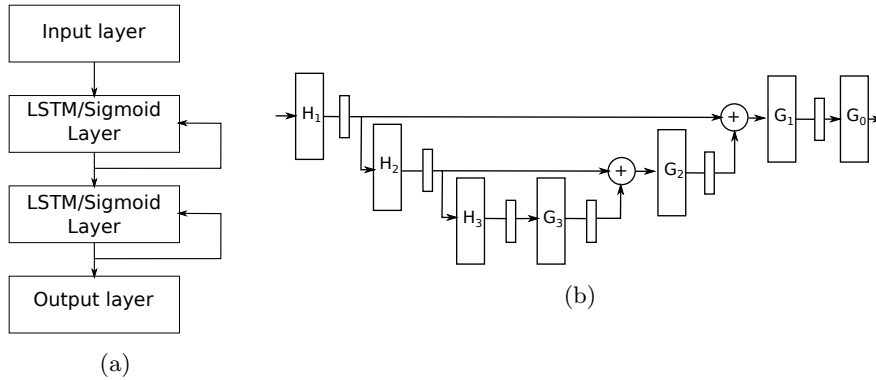 Input layer
LSTM/Sigmoid
Layer
LSTM/Sigmoid
Layer
Output layer
(a)
H₁
H₂
H₃
G₃
+
G₂
+
G₁
G₀
(b)